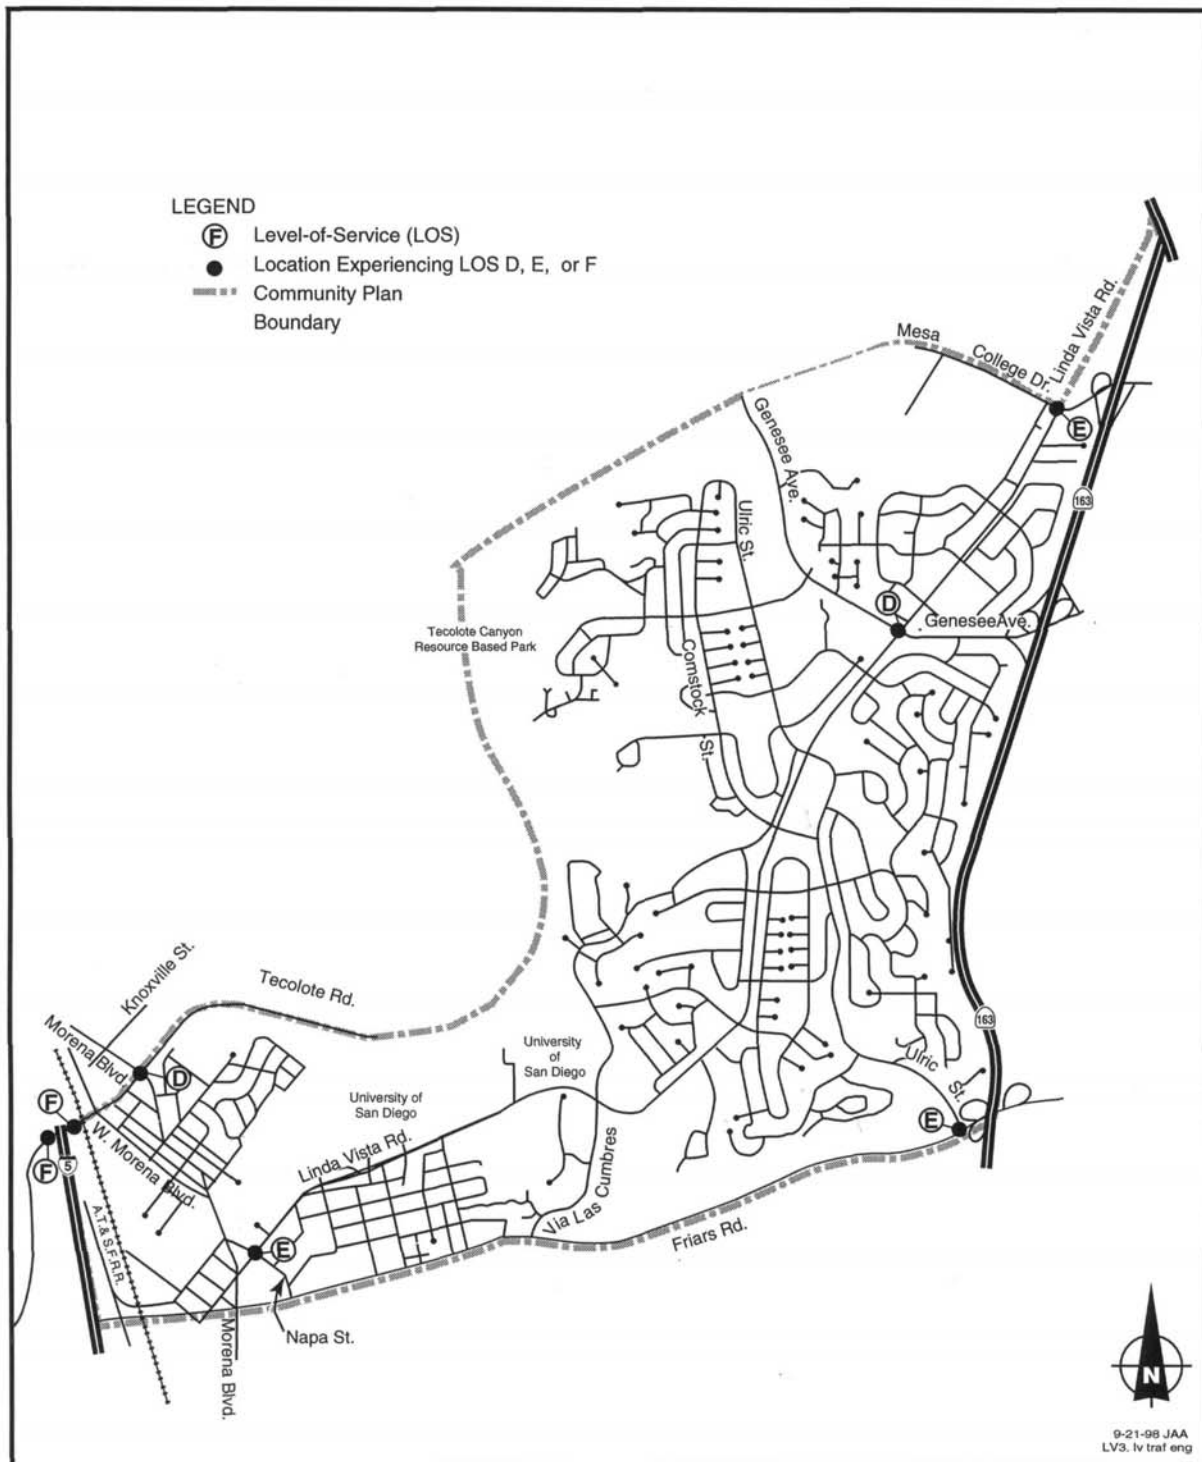 LEGEND
F Level-of-Service (LOS)
Location Experiencing LOS D, E, or F
Community Plan
Boundary
Mesa
College Dr.
Linda Vista Rd.
E
163
Genesee Ave.
Ulric St.
D
GeneseeAve.
Tecolote Canyon
Resource Based Park
Comstock
St.
Knoxville St.
Tecolote Rd.
Morena Blvd.
D
F
F
5
W. Morena Blvd.
A.T.& S.F.R.R.
University
of
San Diego
University of
San Diego
Linda Vista Rd.
Via Las Cumbres
163
Ulric
St.
E
Friars Rd.
E
Napa St.
Morena Blvd.
N
9-21-98 JAA
LV3. lv traf eng